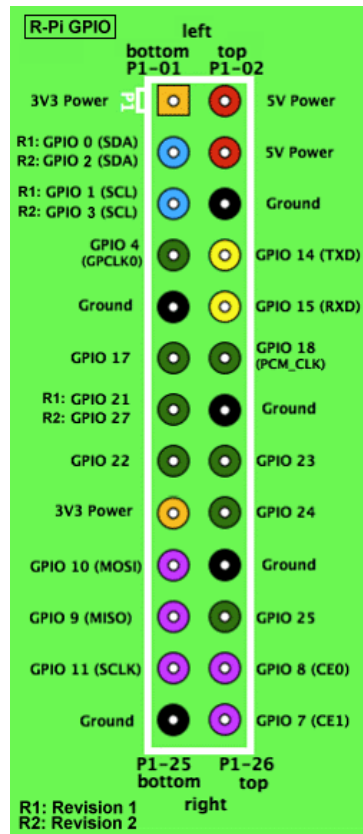 R-Pi GPIO
left
bottom top
P1-01 P1-02
3V3 Power P1 5V Power
R1: GPIO 0 (SDA)
R2: GPIO 2 (SDA)
5V Power
R1: GPIO 1 (SCL)
R2: GPIO 3 (SCL)
Ground
GPIO 4
(GPCLK0)
GPIO 14 (TXD)
Ground GPIO 15 (RXD)
GPIO 17
GPIO 18
(PCM_CLK)
R1: GPIO 21
R2: GPIO 27
Ground
GPIO 22 GPIO 23
3V3 Power GPIO 24
GPIO 10 (MOSI) Ground
GPIO 9 (MISO) GPIO 25
GPIO 11 (SCLK) GPIO 8 (CE0)
Ground GPIO 7 (CE1)
P1-25 P1-26
bottom top
right
R1: Revision 1
R2: Revision 2